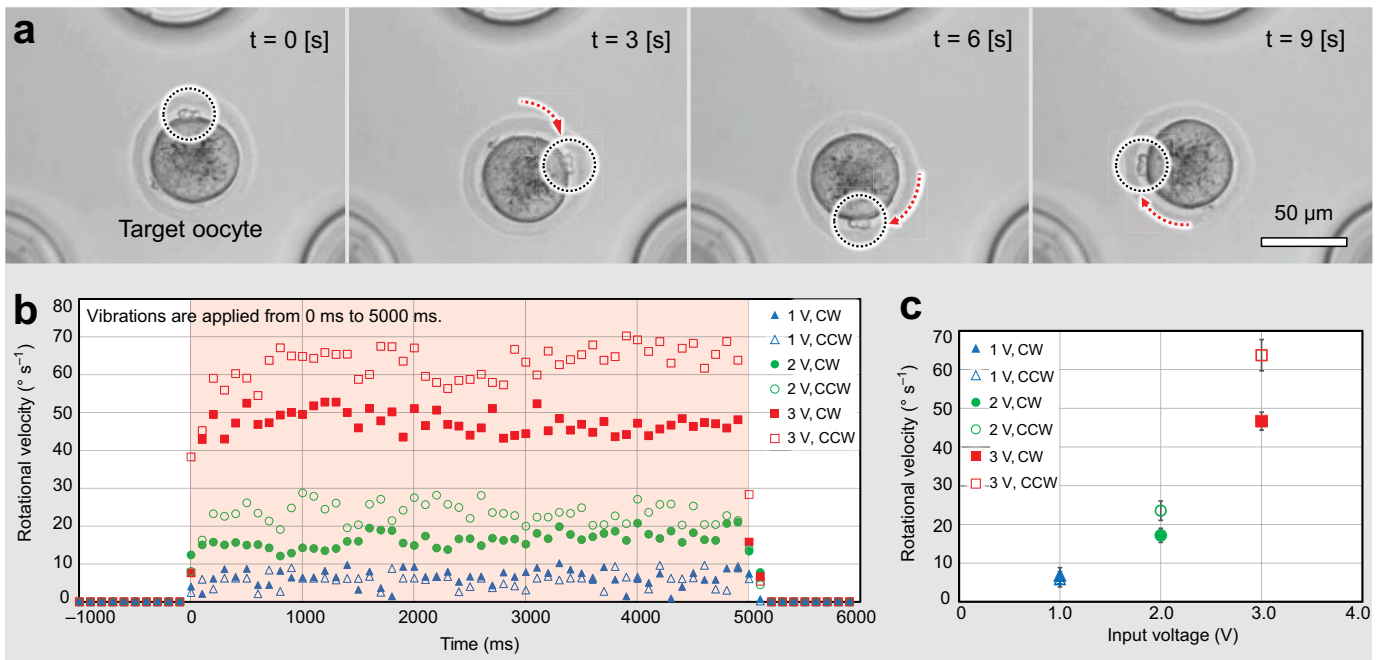 a
t = 0 [s]
t = 3 [s]
t = 6 [s]
t = 9 [s]
Target oocyte
50 μm
b
Vibrations are applied from 0 ms to 5000 ms.
80
70
60
50
40
30
20
10
0
Rotational velocity (° s⁻¹)
−1000
0
1000
2000
3000
4000
5000
6000
Time (ms)
1 V, CW
1 V, CCW
2 V, CW
2 V, CCW
3 V, CW
3 V, CCW
c
70
60
50
40
30
20
10
0
Rotational velocity (° s⁻¹)
1 V, CW
1 V, CCW
2 V, CW
2 V, CCW
3 V, CW
3 V, CCW
0
1.0
2.0
3.0
4.0
Input voltage (V)